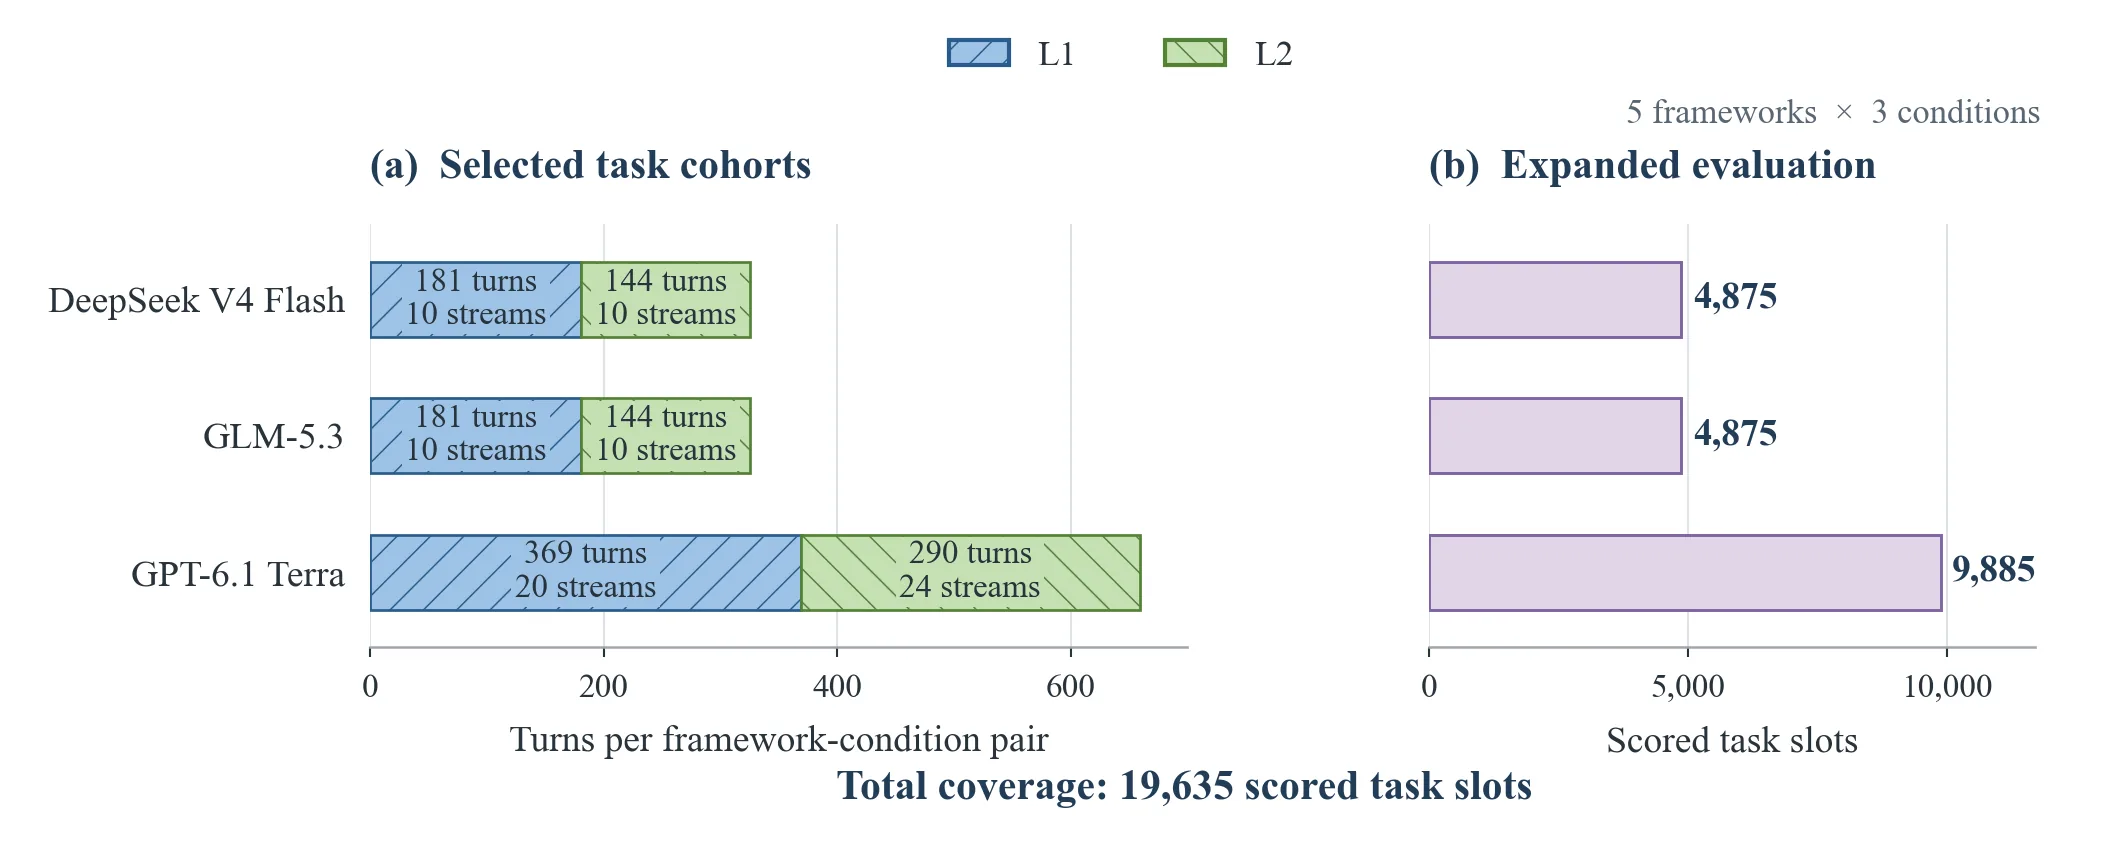 L1 L2
5 frameworks × 3 conditions
(a) Selected task cohorts
DeepSeek V4 Flash
181 turns
10 streams
144 turns
10 streams
GLM-5.3
181 turns
10 streams
144 turns
10 streams
GPT-6.1 Terra
369 turns
20 streams
290 turns
24 streams
0 200 400 600
Turns per framework-condition pair
(b) Expanded evaluation
4,875
4,875
9,885
0 5,000 10,000
Scored task slots
Total coverage: 19,635 scored task slots